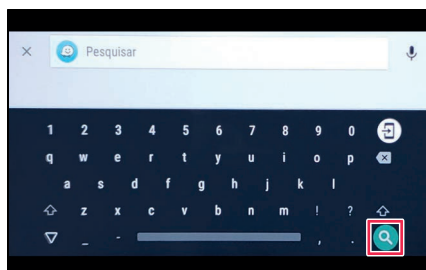 Pesquisar
1 2 3 4 5 6 7 8 9 0
q w e r t y u i o p
a s d f g h j k l
z x c v b n m ! ?
_ - , .